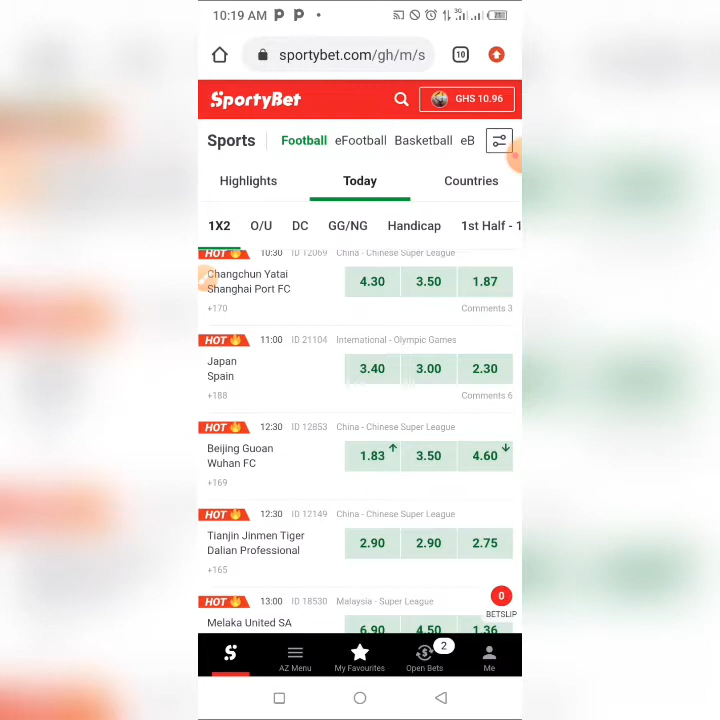 10:19 AM P P
3G
sportybet.com/gh/m/s
10
SportyBet
GHS 10.96
Sports
Football eFootball Basketball eB
Highlights Today Countries
1X2 O/U DC GG/NG Handicap 1st Half - 1
HOT 10:30 ID 12069 China - Chinese Super League
Changchun Yatai
Shanghai Port FC
4.30 3.50 1.87
+170 Comments 3
HOT 11:00 ID 21104 International - Olympic Games
Japan
Spain
3.40 3.00 2.30
+188 Comments 6
HOT 12:30 ID 12853 China - Chinese Super League
Beijing Guoan
Wuhan FC
1.83 3.50 4.60
+169
HOT 12:30 ID 12149 China - Chinese Super League
Tianjin Jinmen Tiger
Dalian Professional
2.90 2.90 2.75
+165
HOT 13:00 ID 18530 Malaysia - Super League
Melaka United SA
6.90 4.50 1.36
0
BETSLIP
2
AZ Menu My Favourites Open Bets Me